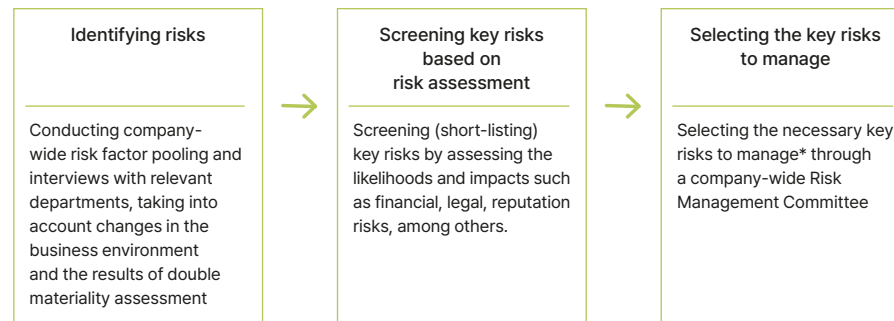 Identifying risks
Conducting company-
wide risk factor pooling and
interviews with relevant
departments, taking into
account changes in the
business environment
and the results of double
materiality assessment
Screening key risks
based on
risk assessment
Screening (short-listing)
key risks by assessing the
likelihoods and impacts such
as financial, legal, reputation
risks, among others.
Selecting the key risks
to manage
Selecting the necessary key
risks to manage* through
a company-wide Risk
Management Committee